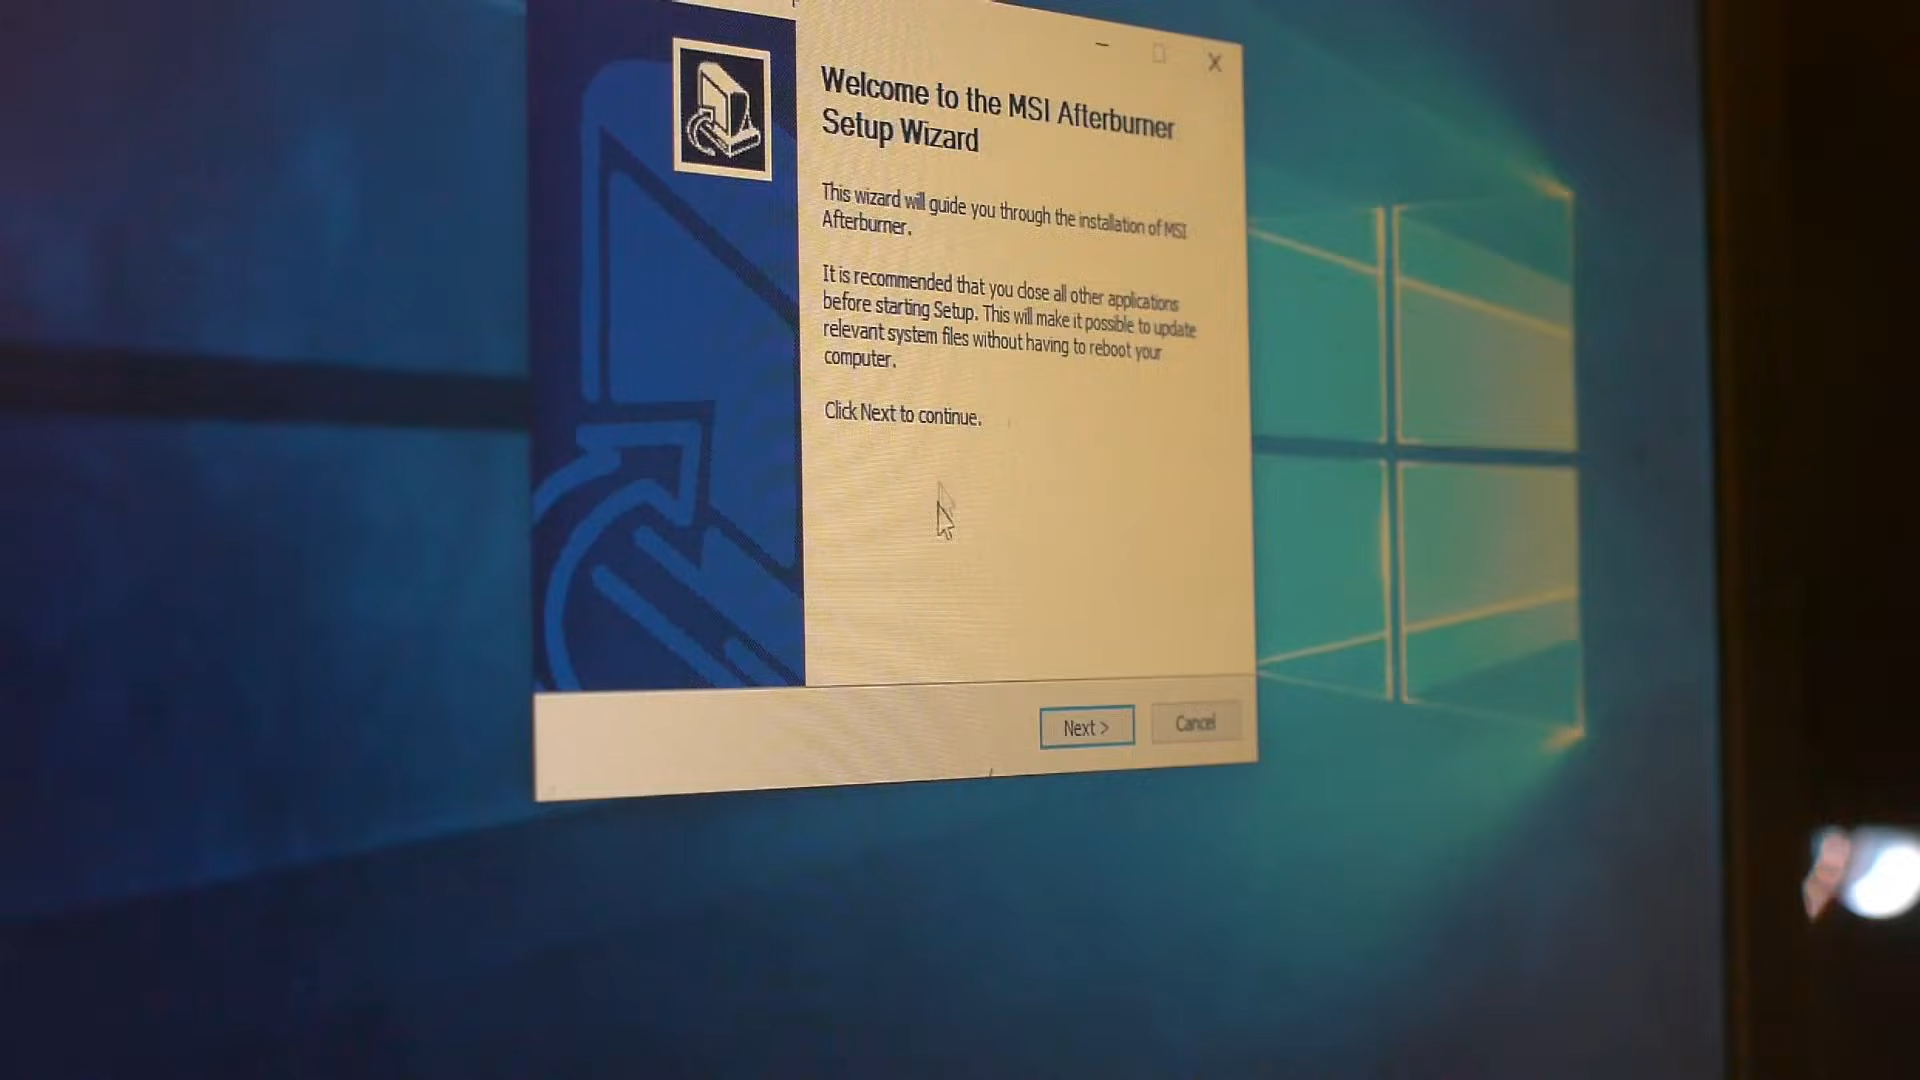 Welcome to the MSI Afterburner
Setup Wizard
This wizard will guide you through the installation of MSI
Afterburner.
It is recommended that you close all other applications
before starting Setup. This will make it possible to update
relevant system files without having to reboot your
computer.
Click Next to continue.
Next >
Cancel